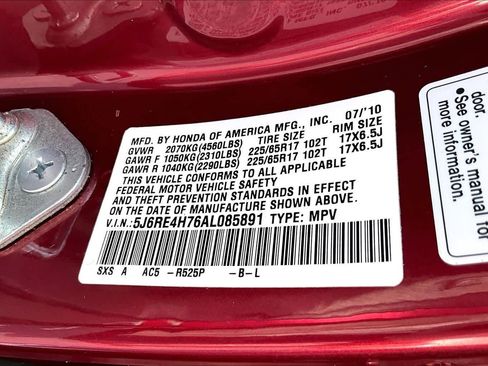 MFD. BY HONDA OF AMERICA MFG., INC. 07/'10
GVWR 2070KG(4560LBS) TIRE SIZE RIM SIZE
GAWR F 1050KG(2310LBS) 225/65R17 102T 17X6.5J
GAWR R 1040KG(2290LBS) 225/65R17 102T 17X6.5J
THIS VEHICLE CONFORMS TO ALL APPLICABLE
FEDERAL MOTOR VEHICLE SAFETY
AND THEFT PREVENTION STANDARDS IN EFFECT
ON THE DATE OF MANUFACTURE SHOWN ABOVE.
V.I.N.:5J6RE4H76AL085891 TYPE: MPV
SXS A AC5 -R525P -B-L
door.
•See owner's
manual for
more inform